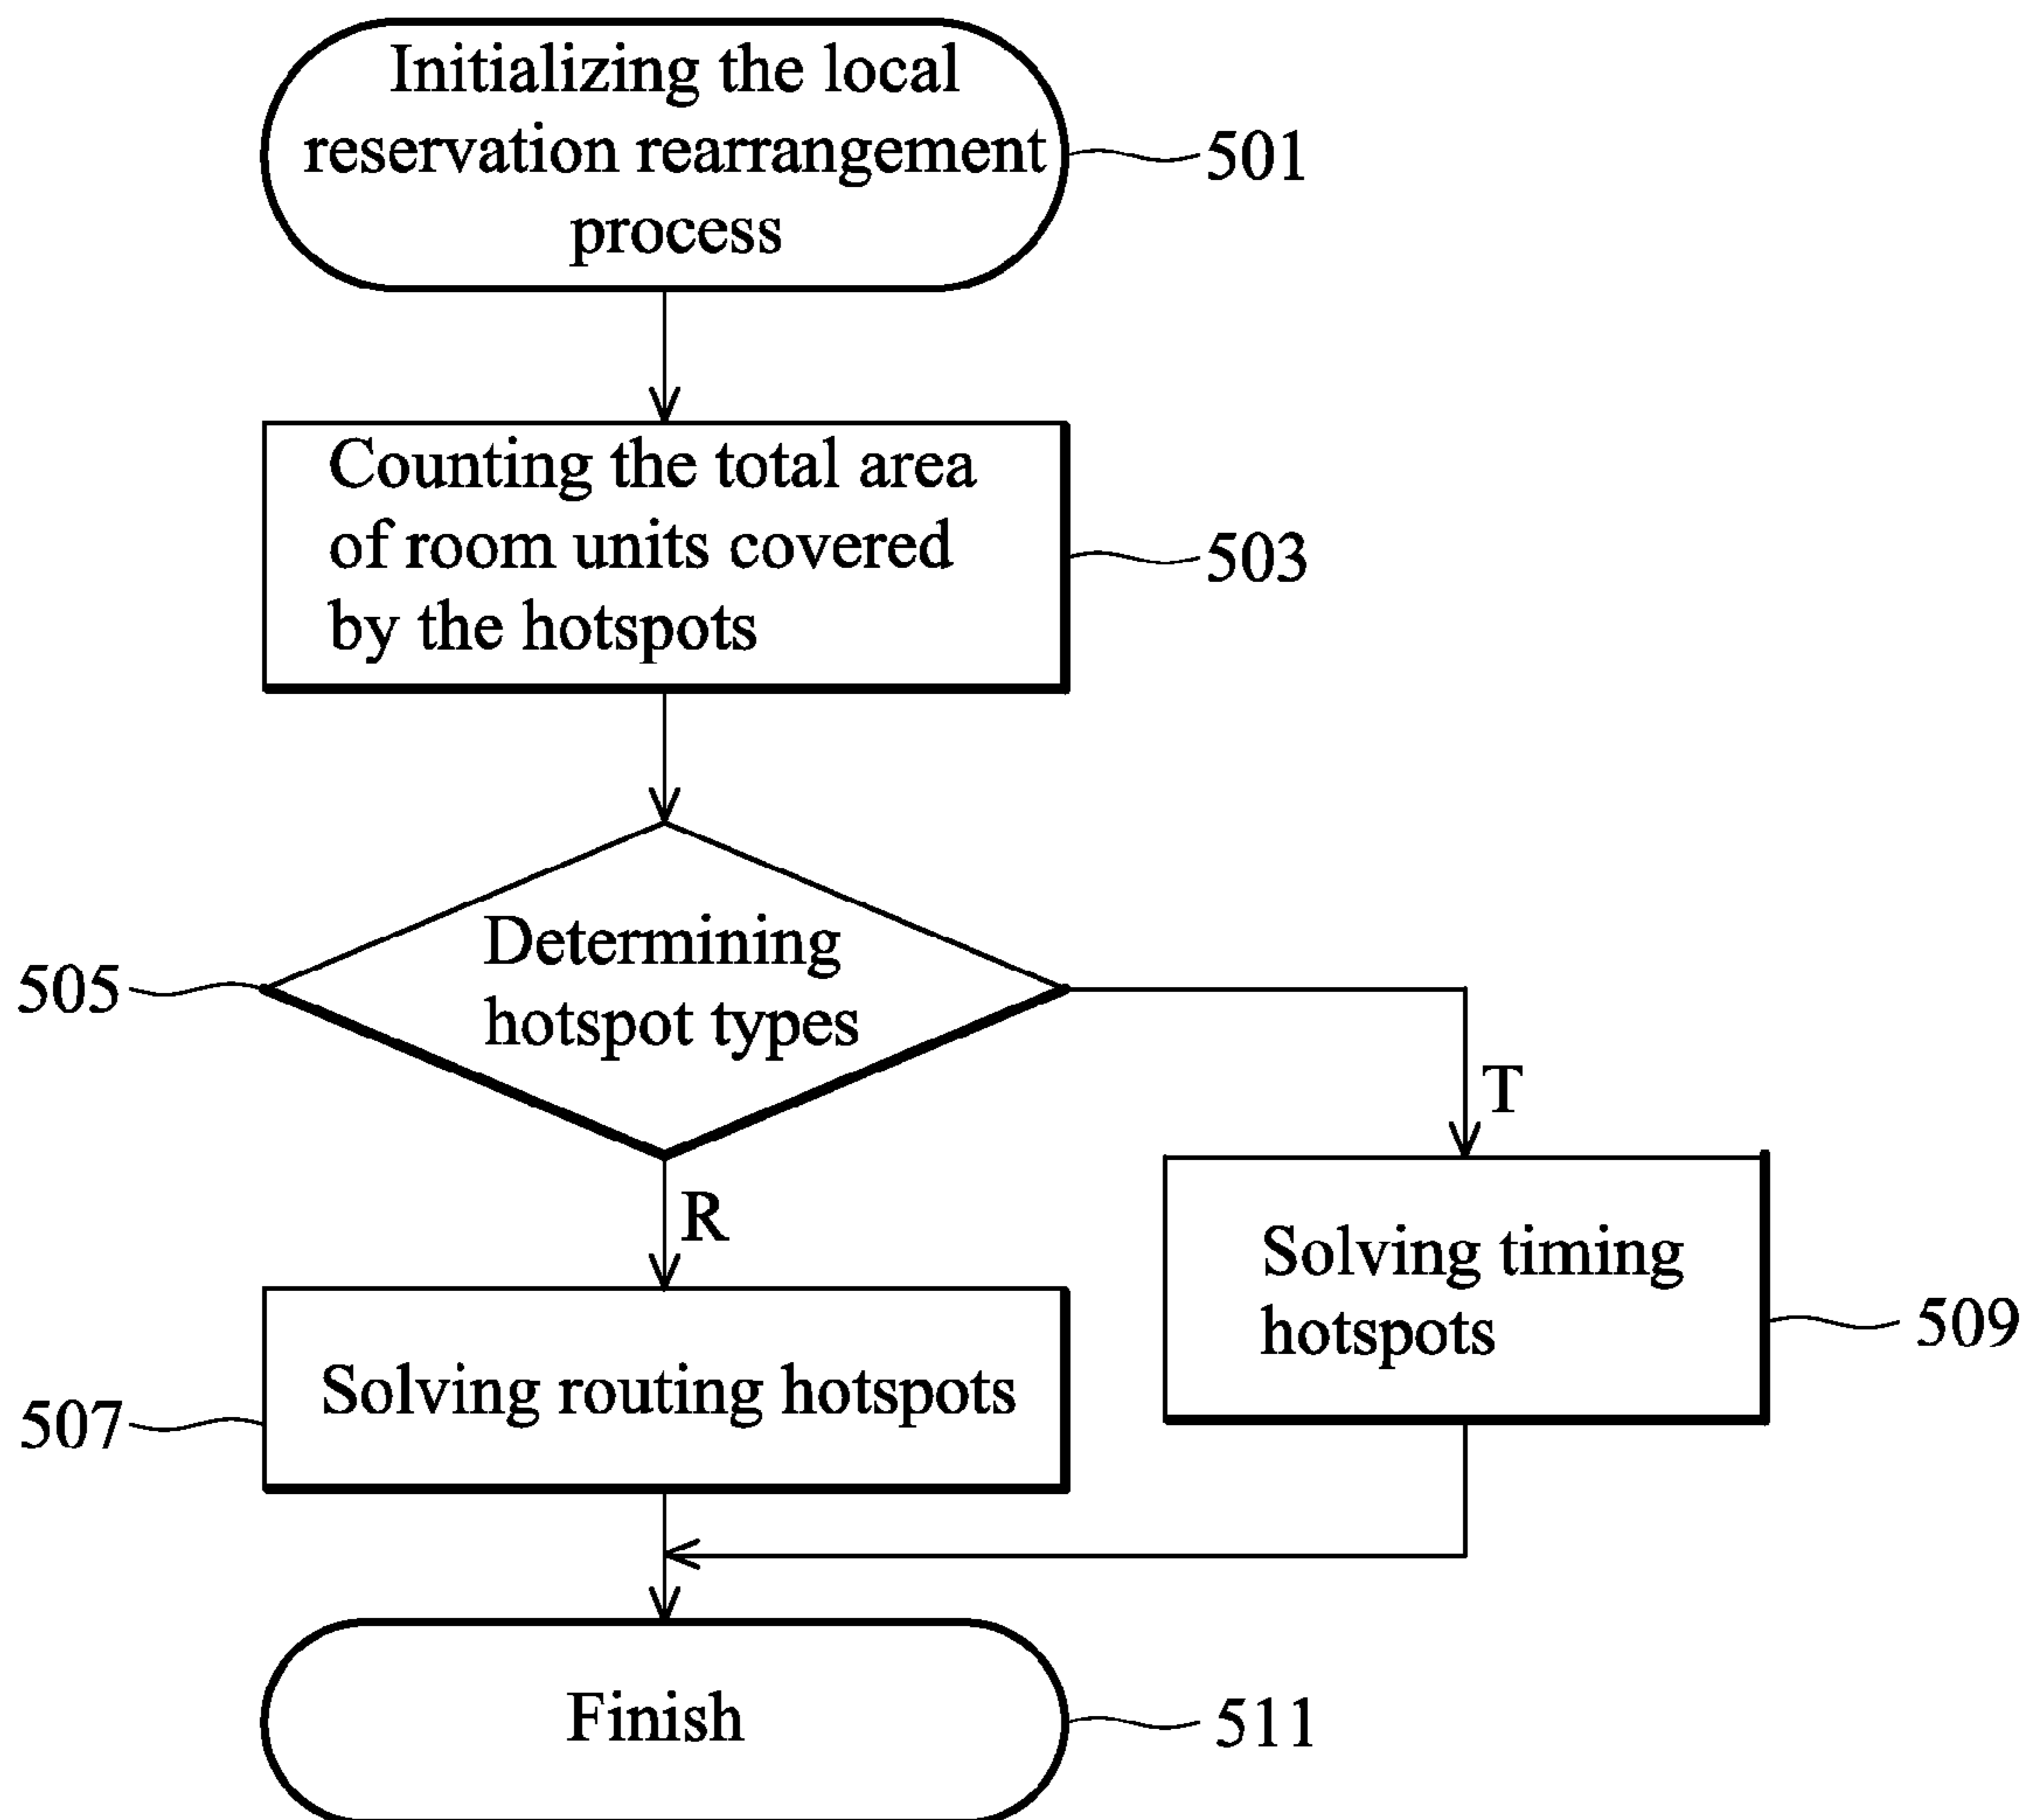 Initializing the local
reservation rearrangement
process
501
Counting the total area
of room units covered
by the hotspots
503
Determining
hotspot types
505
T
R
Solving timing
hotspots
509
Solving routing hotspots
507
Finish
511